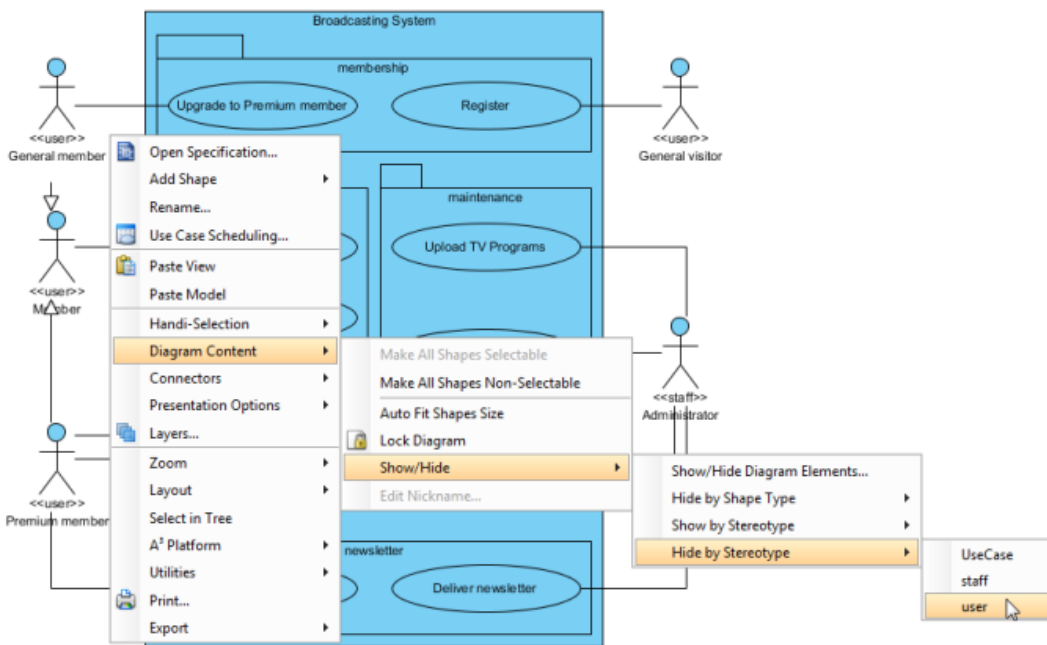 Broadcasting System
membership
Upgrade to Premium member
Register
<<user>>
General member
<<user>>
General visitor
Open Specification...
Add Shape
Rename...
Use Case Scheduling...
Paste View
Paste Model
Handi-Selection
Diagram Content
Connectors
Presentation Options
Layers...
Zoom
Layout
Select in Tree
A³ Platform
Utilities
Print...
Export
maintenance
Upload TV Programs
<<user>>
Member
Make All Shapes Selectable
Make All Shapes Non-Selectable
Auto Fit Shapes Size
Lock Diagram
Show/Hide
Edit Nickname...
<<staff>>
Administrator
<<user>>
Premium member
Show/Hide Diagram Elements...
Hide by Shape Type
Show by Stereotype
Hide by Stereotype
UseCase
staff
user
newsletter
Deliver newsletter